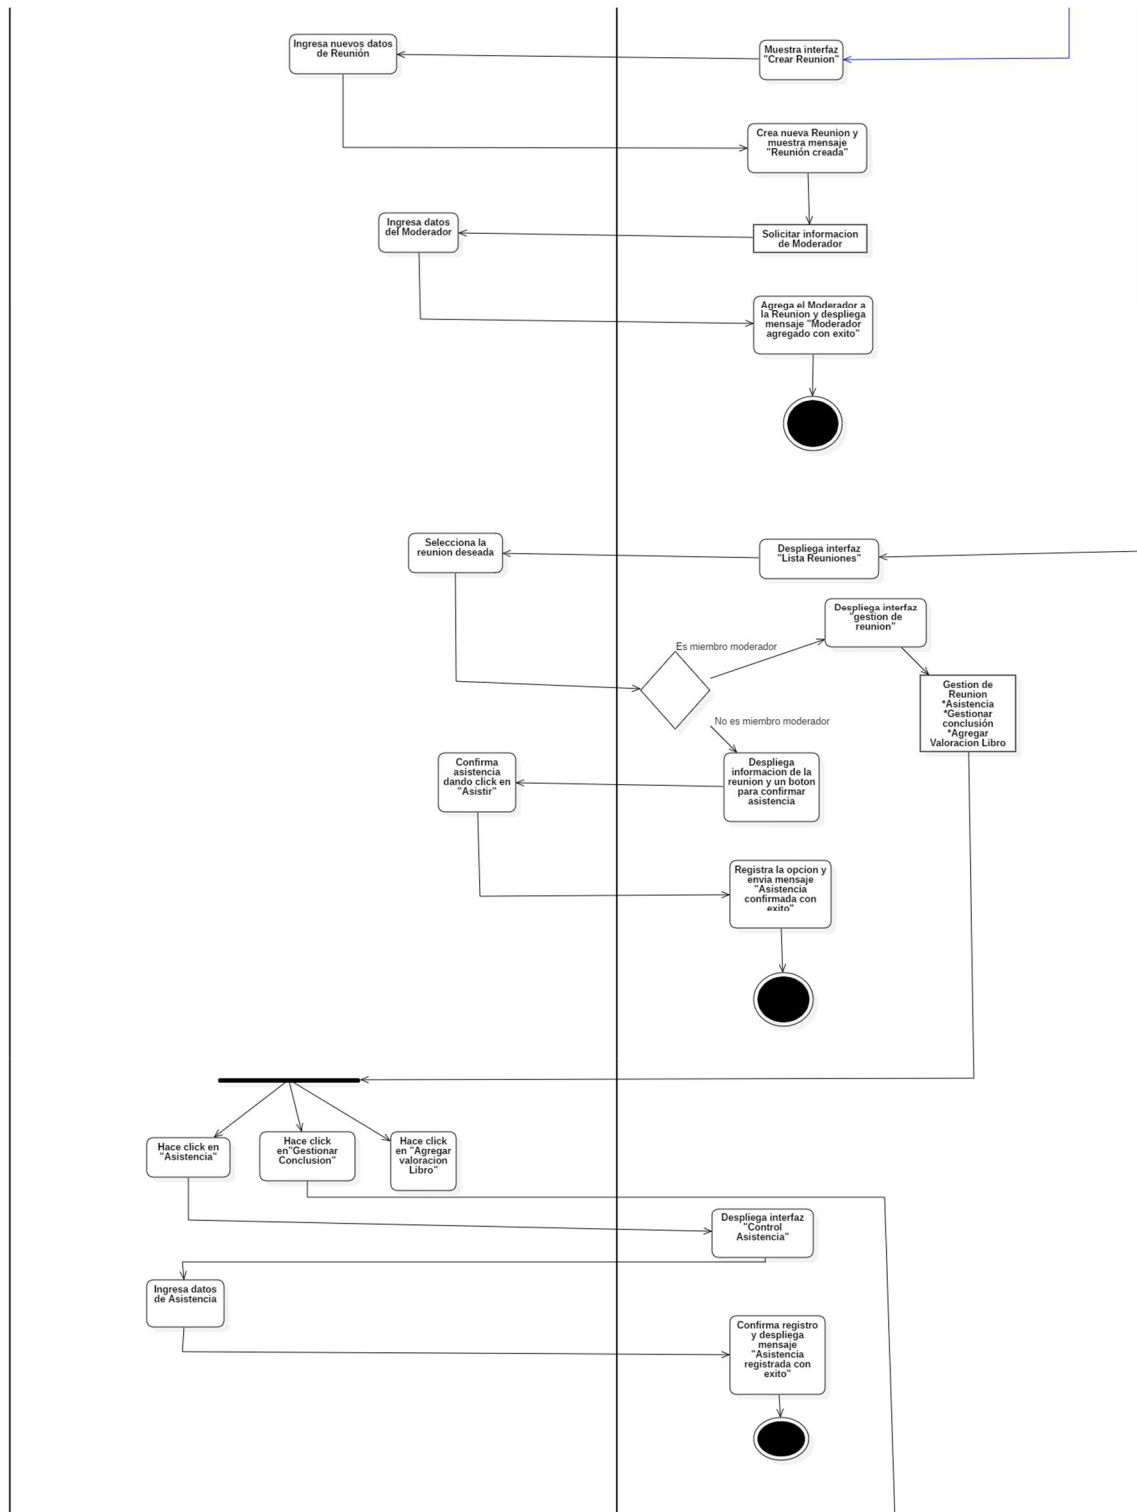 Ingresa nuevos datos
de Reunión
Muestra interfaz
"Crear Reunion"
Crea nueva Reunion y
muestra mensaje
"Reunión creada"
Ingresa datos
del Moderador
Solicitar informacion
de Moderador
Agrega el Moderador a
la Reunion y despliega
mensaje "Moderador
agregado con exito"
Selecciona la
reunion deseada
Despliega interfaz
"Lista Reuniones"
Despliega interfaz
"gestion de
reunion"
Es miembro moderador
Gestion de
Reunion
*Asistencia
*Gestionar
conclusión
*Agregar
Valoracion Libro
No es miembro moderador
Confirma
asistencia
dando click en
"Asistir"
Despliega
informacion de la
reunion y un boton
para confirmar
asistencia
Registra la opcion y
envia mensaje
"Asistencia
confirmada con
exito"
Hace click en
"Asistencia"
Hace click
en"Gestionar
Conclusion"
Hace click
en "Agregar
valoracion
Libro"
Despliega interfaz
"Control
Asistencia"
Ingresa datos
de Asistencia
Confirma registro
y despliega
mensaje
"Asistencia
registrada con
exito"